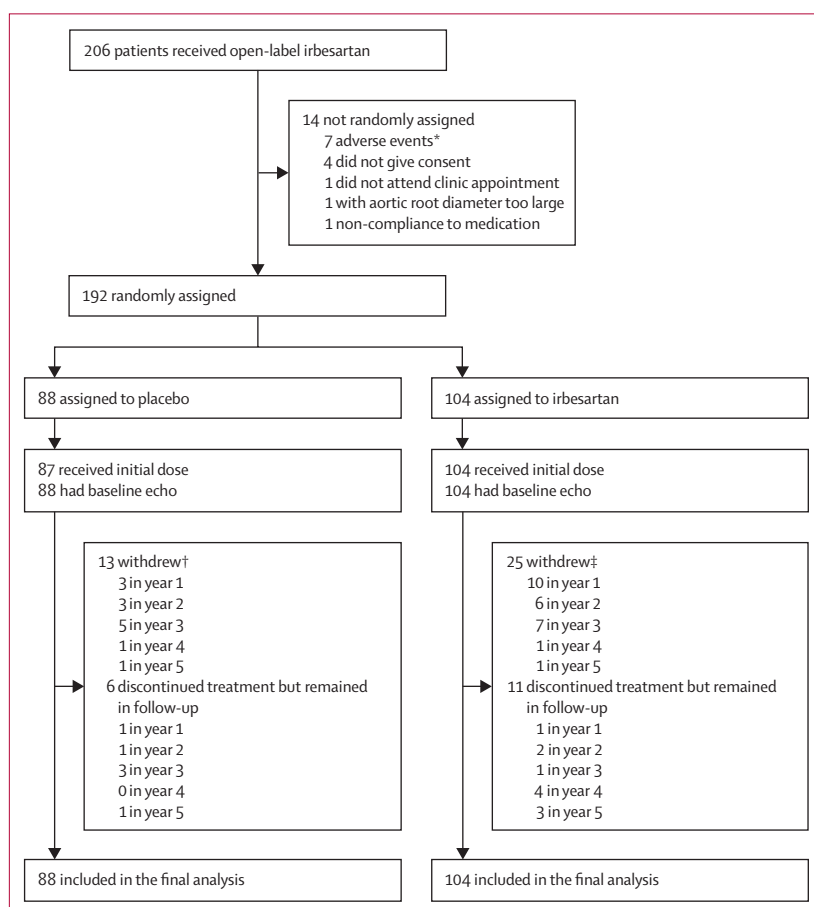 206 patients received open-label irbesartan
14 not randomly assigned
7 adverse events*
4 did not give consent
1 did not attend clinic appointment
1 with aortic root diameter too large
1 non-compliance to medication
192 randomly assigned
88 assigned to placebo
104 assigned to irbesartan
87 received initial dose
88 had baseline echo
104 received initial dose
104 had baseline echo
13 withdrew†
3 in year 1
3 in year 2
5 in year 3
1 in year 4
1 in year 5
6 discontinued treatment but remained
in follow-up
1 in year 1
1 in year 2
3 in year 3
0 in year 4
1 in year 5
25 withdrew‡
10 in year 1
6 in year 2
7 in year 3
1 in year 4
1 in year 5
11 discontinued treatment but remained
in follow-up
1 in year 1
2 in year 2
1 in year 3
4 in year 4
3 in year 5
88 included in the final analysis
104 included in the final analysis